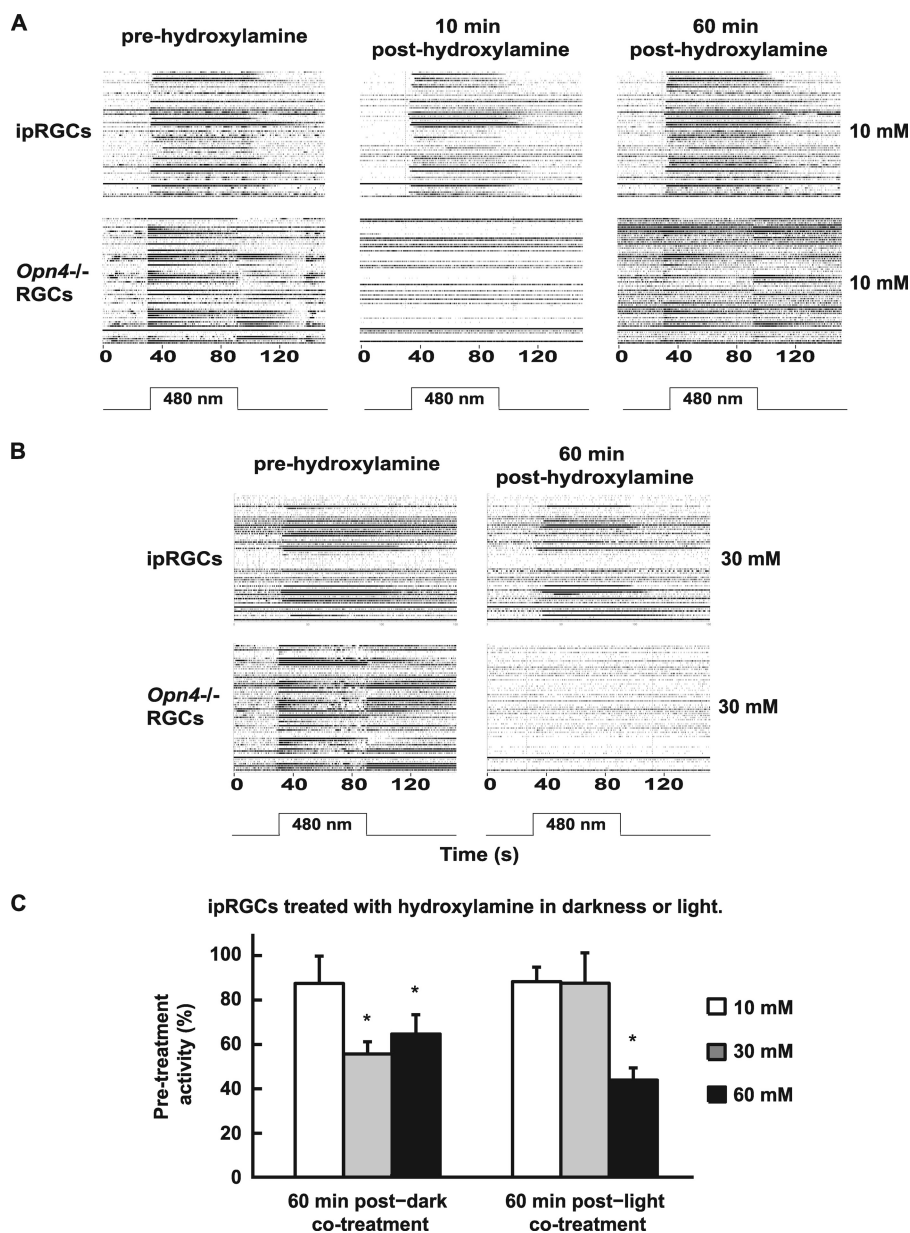 A
pre-hydroxylamine
10 min
post-hydroxylamine
60 min
post-hydroxylamine
ipRGCs
10 mM
Opn4-/-
RGCs
10 mM
0 40 80 120
0 40 80 120
0 40 80 120
480 nm
480 nm
480 nm
B
pre-hydroxylamine
60 min
post-hydroxylamine
ipRGCs
30 mM
Opn4-/-
RGCs
30 mM
0 40 80 120
0 40 80 120
480 nm
480 nm
Time (s)
C
ipRGCs treated with hydroxylamine in darkness or light.
Pre-treatment
activity (%)
100
80
60
40
20
0
*
*
*
10 mM
30 mM
60 mM
60 min post−dark
co-treatment
60 min post−light
co-treatment